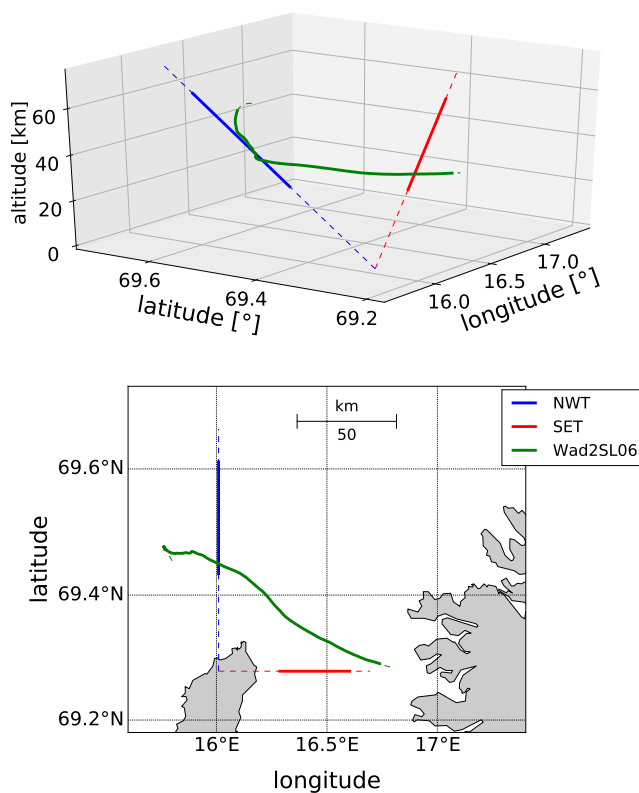 60
40
20
0
altitude [km]
69.6
69.4
69.2
latitude [°]
16.0
16.5
17.0
longitude [°]
km
50
NWT
SET
Wad2SL06
69.6°N
69.4°N
69.2°N
latitude
16°E
16.5°E
17°E
longitude